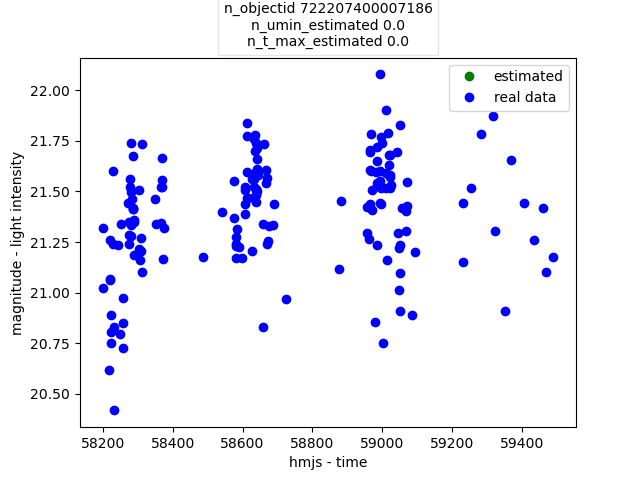 n_objectid 722207400007186
n_umin_estimated 0.0
n_t_max_estimated 0.0
estimated
real data
22.00
21.75
21.50
21.25
21.00
20.75
20.50
magnitude - light intensity
58200 58400 58600 58800 59000 59200 59400
hmjs - time